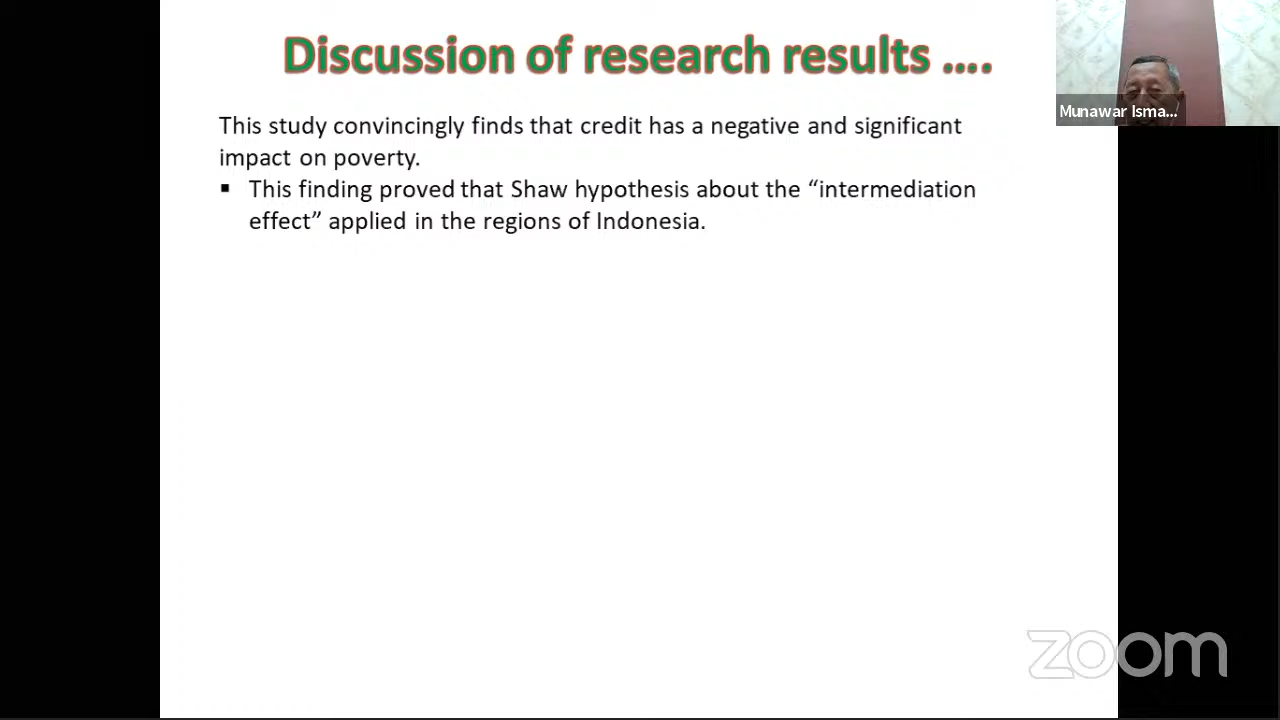 Discussion of research results ....
Munawar Isma...
This study convincingly finds that credit has a negative and significant
impact on poverty.
▪ This finding proved that Shaw hypothesis about the “intermediation
effect” applied in the regions of Indonesia.
zoom